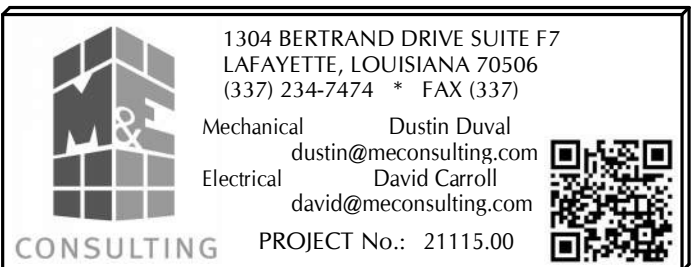 M&E
CONSULTING
1304 BERTRAND DRIVE SUITE F7
LAFAYETTE, LOUISIANA 70506
(337) 234-7474 * FAX (337)
Mechanical Dustin Duval
dustin@meconsulting.com
Electrical David Carroll
david@meconsulting.com
PROJECT No.: 21115.00